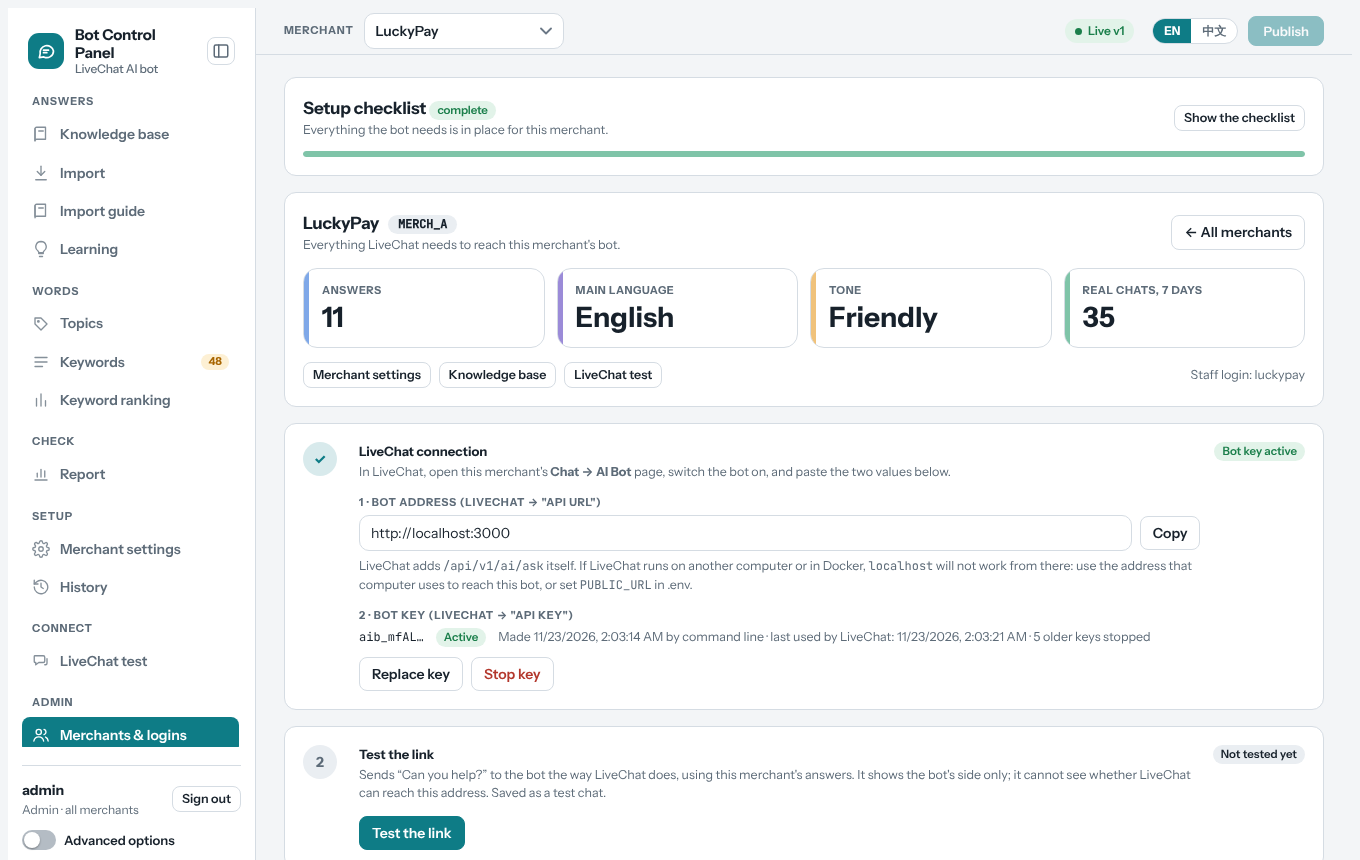 Bot Control Panel
LiveChat AI bot
ANSWERS
Knowledge base
Import
Import guide
Learning
WORDS
Topics
Keywords 48
Keyword ranking
CHECK
Report
SETUP
Merchant settings
History
CONNECT
LiveChat test
ADMIN
Merchants & logins
admin
Admin · all merchants
Sign out
Advanced options
MERCHANT LuckyPay
Live v1
EN 中文
Publish
Setup checklist complete
Everything the bot needs is in place for this merchant.
Show the checklist
LuckyPay MERCH_A
Everything LiveChat needs to reach this merchant's bot.
← All merchants
ANSWERS
11
MAIN LANGUAGE
English
TONE
Friendly
REAL CHATS, 7 DAYS
35
Merchant settings
Knowledge base
LiveChat test
Staff login: luckypay
LiveChat connection
Bot key active
In LiveChat, open this merchant's Chat → AI Bot page, switch the bot on, and paste the two values below.
1 · BOT ADDRESS (LIVECHAT → "API URL")
http://localhost:3000
Copy
LiveChat adds /api/v1/ai/ask itself. If LiveChat runs on another computer or in Docker, localhost will not work from there: use the address that
computer uses to reach this bot, or set PUBLIC_URL in .env.
2 · BOT KEY (LIVECHAT → "API KEY")
aib_mfAL… Active Made 11/23/2026, 2:03:14 AM by command line · last used by LiveChat: 11/23/2026, 2:03:21 AM · 5 older keys stopped
Replace key
Stop key
2
Test the link
Not tested yet
Sends “Can you help?” to the bot the way LiveChat does, using this merchant's answers. It shows the bot's side only; it cannot see whether LiveChat
can reach this address. Saved as a test chat.
Test the link